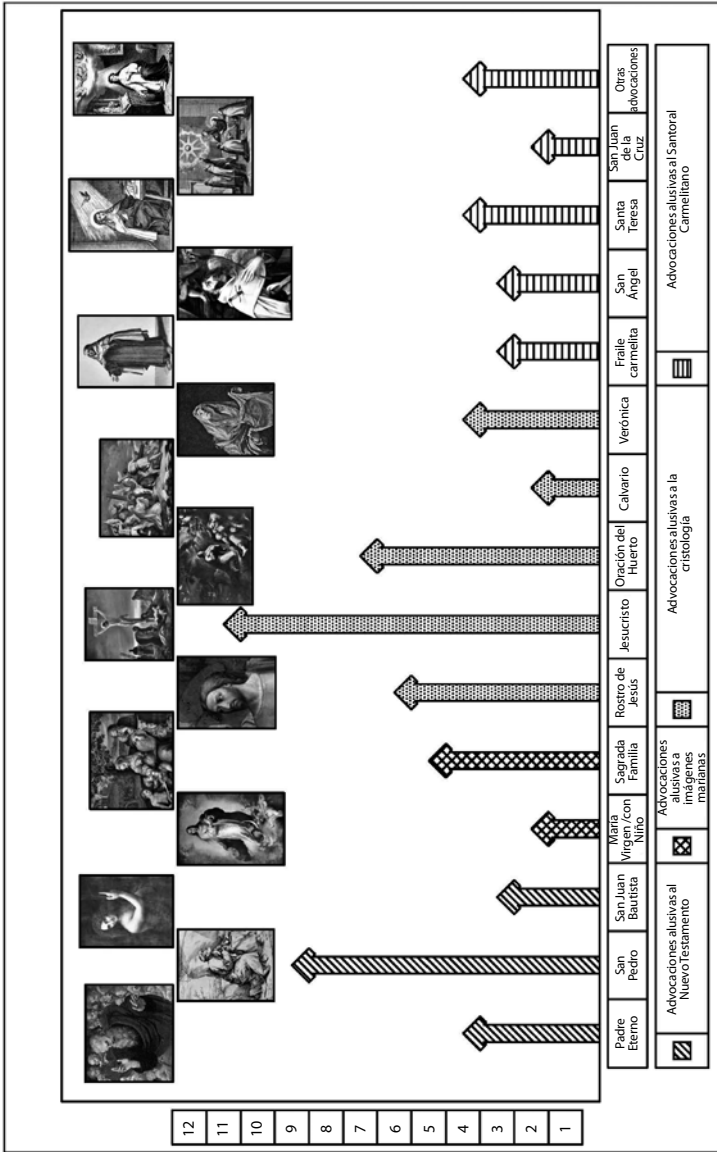 12
11
10
9
8
7
6
5
4
3
2
1
Padre
Eterno
San
Pedro
San Juan
Bautista
María
Virgen /con
Niño
Sagrada
Familia
Rostro de
Jesús
Jesucristo
Oración del
Huerto
Calvario
Verónica
Fraile
carmelita
San
Ángel
Santa
Teresa
San Juan
de la
Cruz
Otras
advocaciones
Advocaciones alusivas al
Nuevo Testamento
Advocaciones
alusivas a
imágenes
marianas
Advocaciones alusivas a la
cristología
Advocaciones alusivas al Santoral
Carmelitano